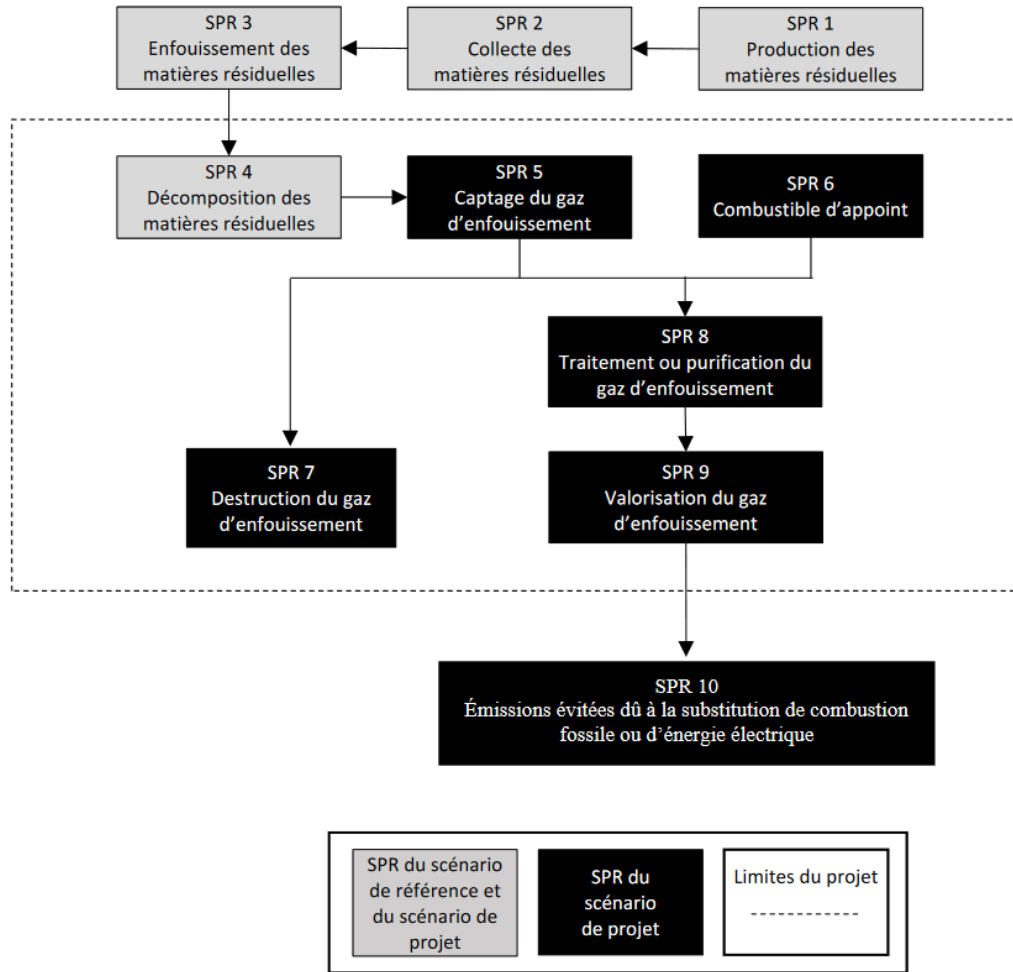 SPR 3
Enfouissement des
matières résiduelles
SPR 2
Collecte des
matières résiduelles
SPR 1
Production des
matières résiduelles
SPR 4
Décomposition des
matières résiduelles
SPR 5
Captage du gaz
d'enfouissement
SPR 6
Combustible d'appoint
SPR 8
Traitement ou purification du
gaz d'enfouissement
SPR 7
Destruction du gaz
d'enfouissement
SPR 9
Valorisation du gaz
d'enfouissement
SPR 10
Émissions évitées dû à la substitution de combustion
fossile ou d'énergie électrique
SPR du scénario
de référence et
du scénario de
projet
SPR du
scénario
de projet
Limites du projet